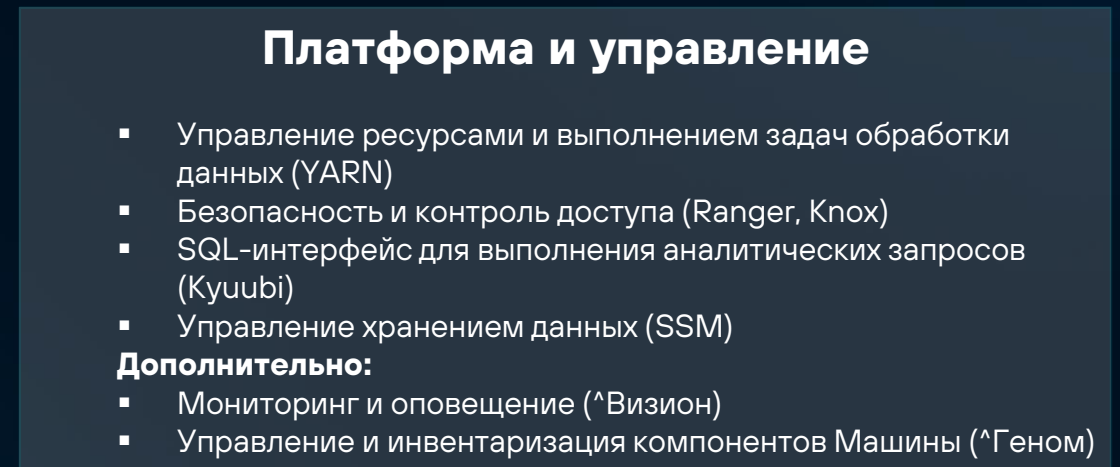 Платформа и управление
▪ Управление ресурсами и выполнением задач обработки
данных (YARN)
▪ Безопасность и контроль доступа (Ranger, Knox)
▪ SQL-интерфейс для выполнения аналитических запросов
(Kyuubi)
▪ Управление хранением данных (SSM)
Дополнительно:
▪ Мониторинг и оповещение (^Визион)
▪ Управление и инвентаризация компонентов Машины (^Геном)